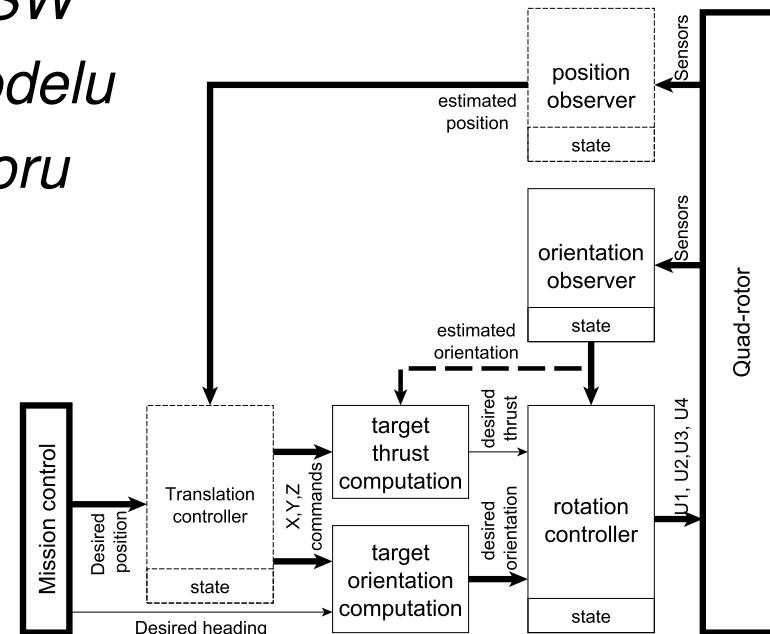 odelu
oru
position
observer
state
Sensors
estimated
position
orientation
observer
state
Sensors
Quad-rotor
estimated
orientation
target
thrust
computation
desired
thrust
Mission control
Desired
position
Translation
controller
state
X,Y,Z
commands
target
orientation
computation
desired
orientation
rotation
controller
state
U1, U2,U3, U4
Desired heading